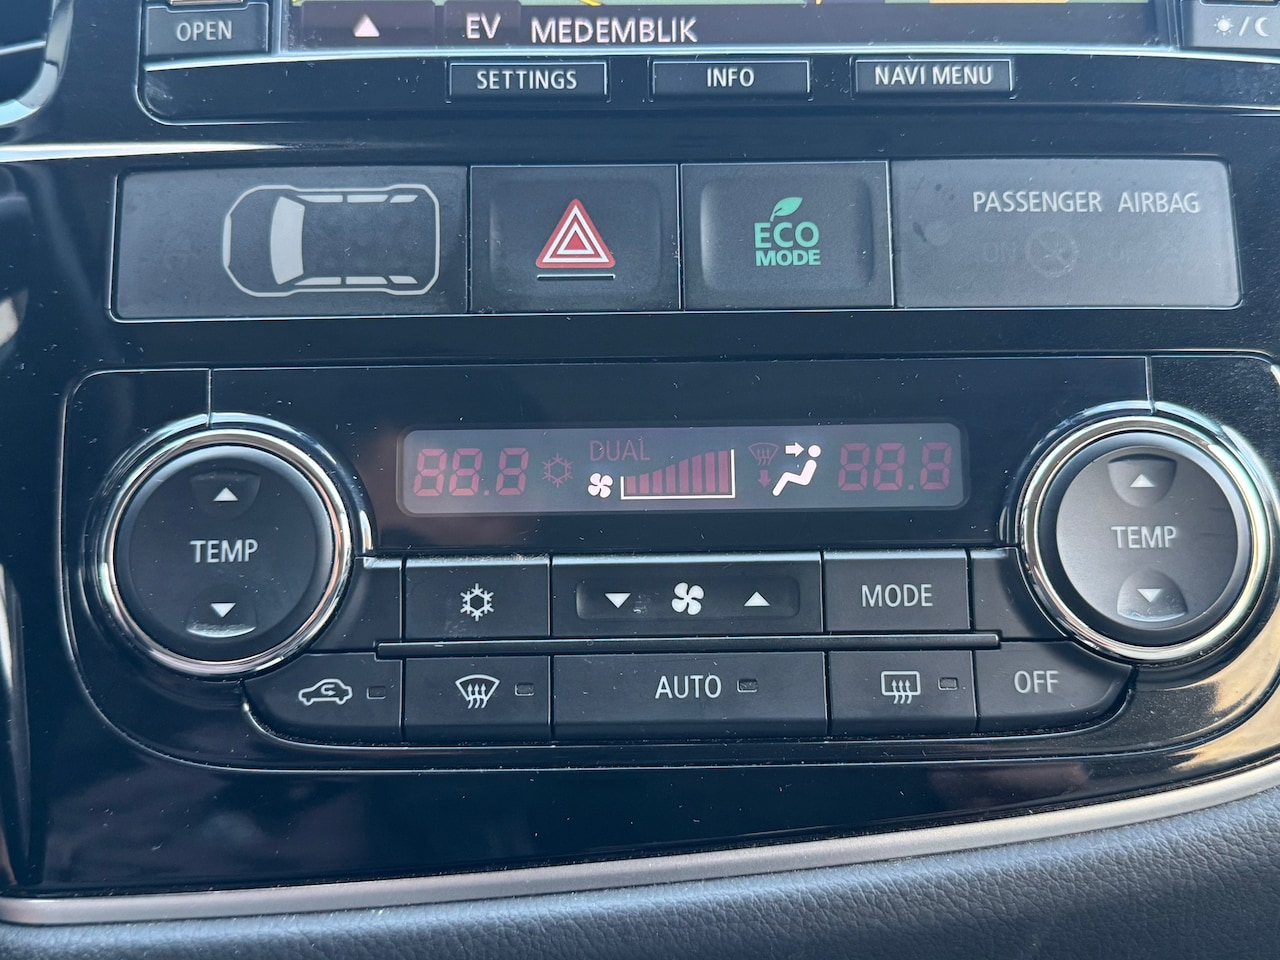 OPEN
EV MEDEMBLIK
SETTINGS
INFO
NAVI MENU
ECO
MODE
PASSENGER AIRBAG
88.8
DUAL
88.8
TEMP
TEMP
MODE
AUTO
OFF